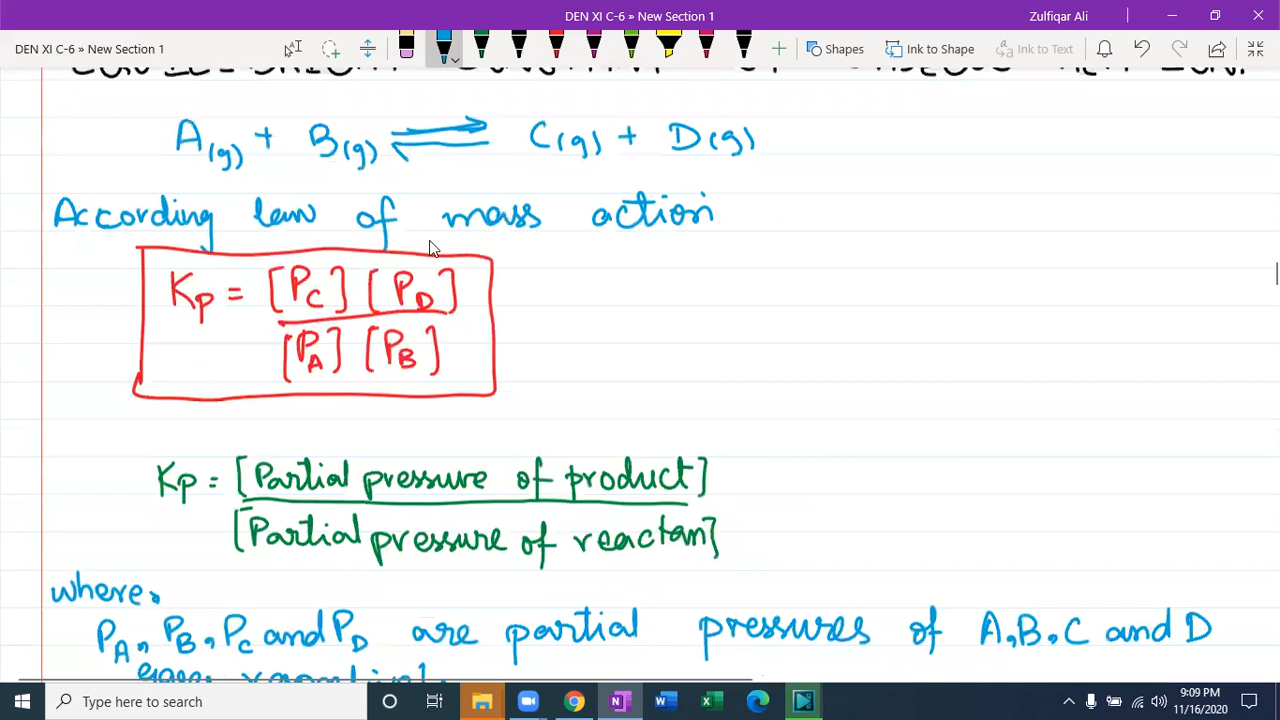 DEN XI C-6 » New Section 1
Zulfiqar Ali
DEN XI C-6 » New Section 1
Shapes
Ink to Shape
Ink to Text
A(g) + B(g) ⇌ C(g) + D(g)
According law of mass action
Kp = [PC] [PD]
[PA] [PB]
Kp = [Partial pressure of product]
[Partial pressure of reactan]
where,
PA, PB, PC and PD are partial pressures of A, B, C and D
Type here to search
9:09 PM
11/16/2020